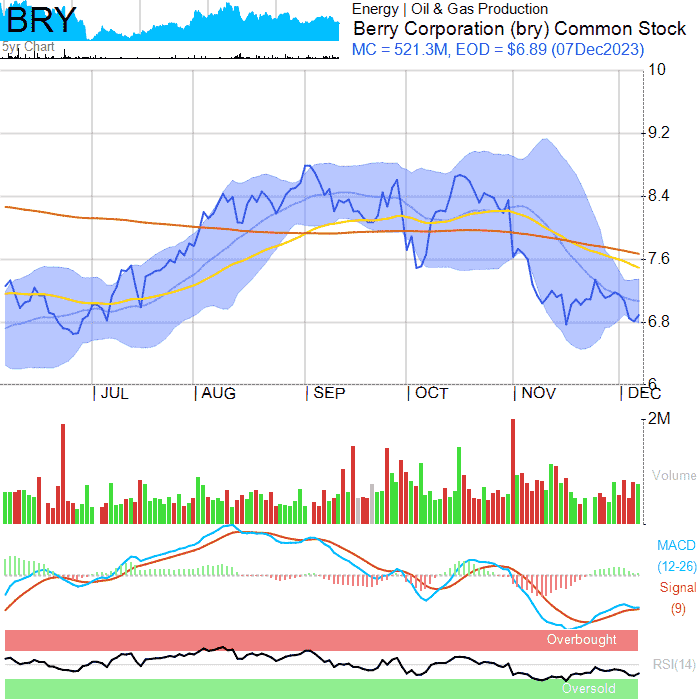 BRY
5yr Chart
Energy | Oil & Gas Production
Berry Corporation (bry) Common Stock
MC = 521.3M, EOD = $6.89 (07Dec2023)
10
9.2
8.4
7.6
6.8
6
JUL AUG SEP OCT NOV DEC
2M
Volume
MACD
(12-26)
Signal
(9)
Overbought
RSI(14)
Oversold